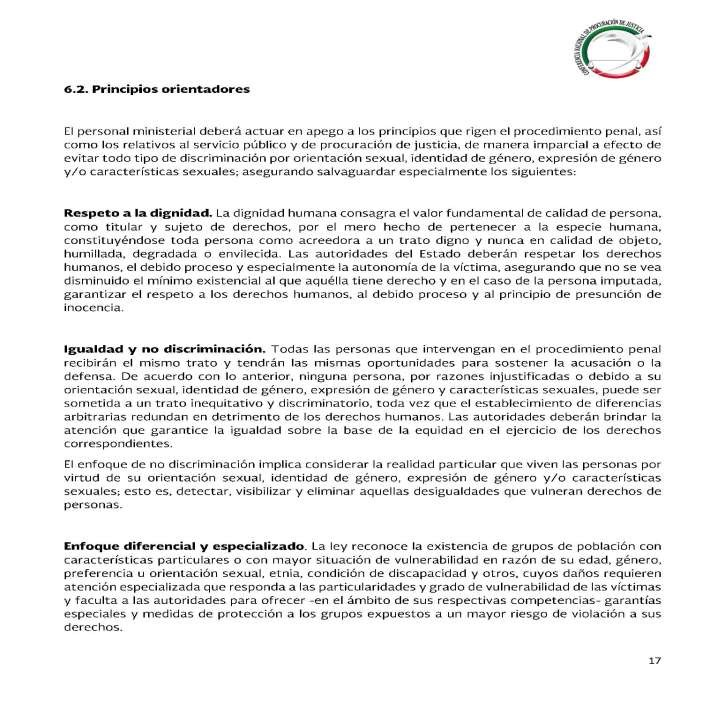 CONFERENCIA NACIONAL DE PROCURACIÓN DE JUSTICIA
6.2. Principios orientadores
El personal ministerial deberá actuar en apego a los principios que rigen el procedimiento penal, así
como los relativos al servicio público y de procuración de justicia, de manera imparcial a efecto de
evitar todo tipo de discriminación por orientación sexual, identidad de género, expresión de género
y/o características sexuales; asegurando salvaguardar especialmente los siguientes:
Respeto a la dignidad. La dignidad humana consagra el valor fundamental de calidad de persona,
como titular y sujeto de derechos, por el mero hecho de pertenecer a la especie humana,
constituyéndose toda persona como acreedora a un trato digno y nunca en calidad de objeto,
humillada, degradada o envilecida. Las autoridades del Estado deberán respetar los derechos
humanos, el debido proceso y especialmente la autonomía de la víctima, asegurando que no se vea
disminuido el mínimo existencial al que aquélla tiene derecho y en el caso de la persona imputada,
garantizar el respeto a los derechos humanos, al debido proceso y al principio de presunción de
inocencia.
Igualdad y no discriminación. Todas las personas que intervengan en el procedimiento penal
recibirán el mismo trato y tendrán las mismas oportunidades para sostener la acusación o la
defensa. De acuerdo con lo anterior, ninguna persona, por razones injustificadas o debido a su
orientación sexual, identidad de género, expresión de género y características sexuales, puede ser
sometida a un trato inequitativo y discriminatorio, toda vez que el establecimiento de diferencias
arbitrarias redundan en detrimento de los derechos humanos. Las autoridades deberán brindar la
atención que garantice la igualdad sobre la base de la equidad en el ejercicio de los derechos
correspondientes.
El enfoque de no discriminación implica considerar la realidad particular que viven las personas por
virtud de su orientación sexual, identidad de género, expresión de género y/o características
sexuales; esto es, detectar, visibilizar y eliminar aquellas desigualdades que vulneran derechos de
personas.
Enfoque diferencial y especializado. La ley reconoce la existencia de grupos de población con
características particulares o con mayor situación de vulnerabilidad en razón de su edad, género,
preferencia u orientación sexual, etnia, condición de discapacidad y otros, cuyos daños requieren
atención especializada que responda a las particularidades y grado de vulnerabilidad de las víctimas
y faculta a las autoridades para ofrecer -en el ámbito de sus respectivas competencias- garantías
especiales y medidas de protección a los grupos expuestos a un mayor riesgo de violación a sus
derechos.
17